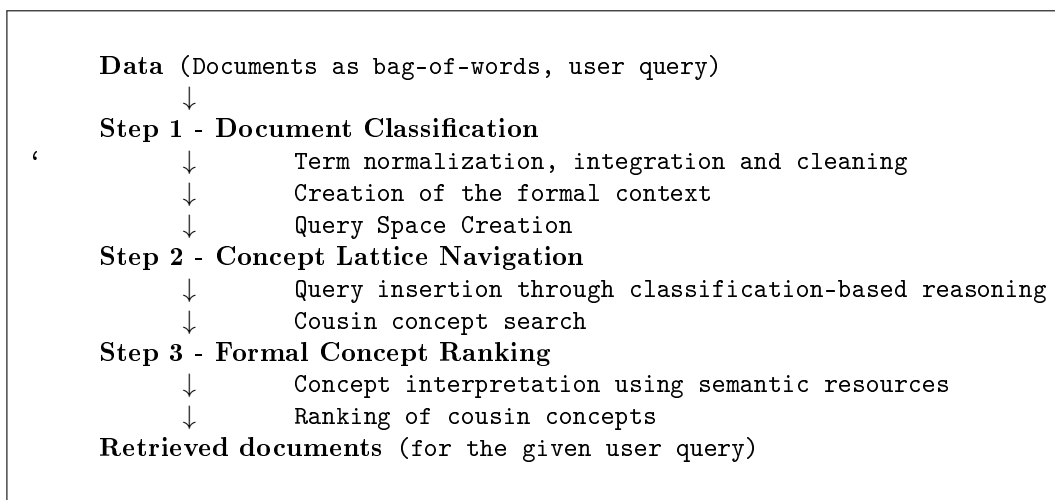 Data (Documents as bag-of-words, user query)
↓
Step 1 - Document Classification
‘ ↓ Term normalization, integration and cleaning
↓ Creation of the formal context
↓ Query Space Creation
Step 2 - Concept Lattice Navigation
↓ Query insertion through classification-based reasoning
↓ Cousin concept search
Step 3 - Formal Concept Ranking
↓ Concept interpretation using semantic resources
↓ Ranking of cousin concepts
Retrieved documents (for the given user query)